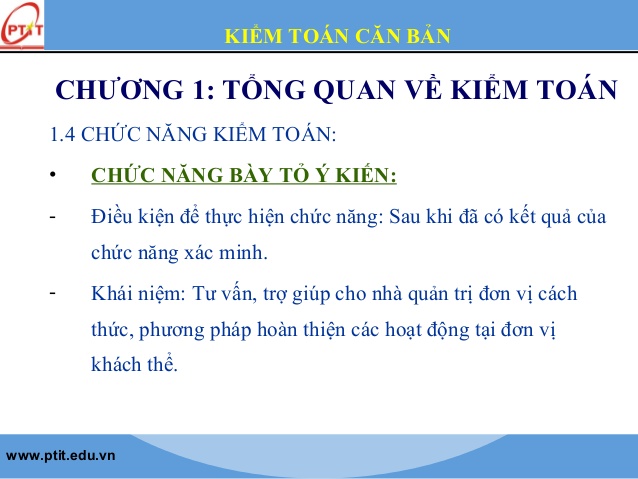 PTIT
KIỂM TOÁN CĂN BẢN
CHƯƠNG 1: TỔNG QUAN VỀ KIỂM TOÁN
1.4 CHỨC NĂNG KIỂM TOÁN:
• CHỨC NĂNG BÀY TỎ Ý KIẾN:
- Điều kiện để thực hiện chức năng: Sau khi đã có kết quả của
chức năng xác minh.
- Khái niệm: Tư vấn, trợ giúp cho nhà quản trị đơn vị cách
thức, phương pháp hoàn thiện các hoạt động tại đơn vị
khách thể.
www.ptit.edu.vn